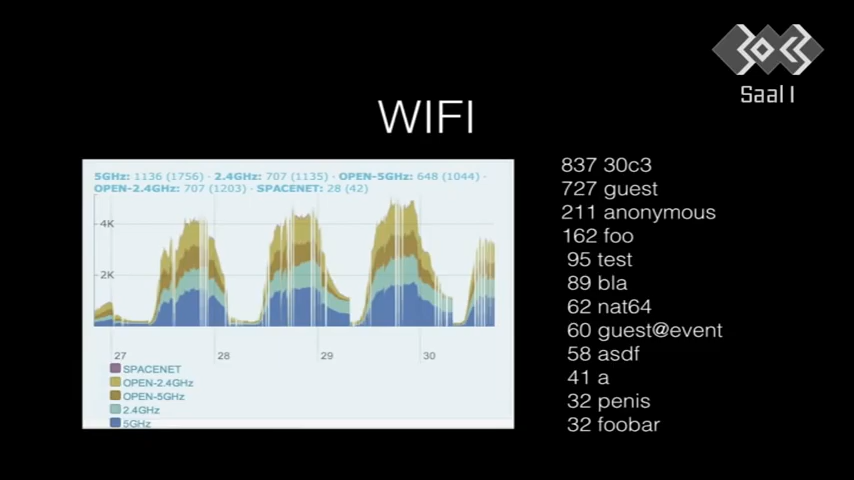 Saal 1
WIFI
5GHz: 1136 (1756) · 2.4GHz: 707 (1135) · OPEN-5GHz: 648 (1044) ·
OPEN-2.4GHz: 707 (1203) · SPACENET: 28 (42)
4K
2K
27 28 29 30
SPACENET
OPEN-2.4GHz
OPEN-5GHz
2.4GHz
5GHz
837 30c3
727 guest
211 anonymous
162 foo
95 test
89 bla
62 nat64
60 guest@event
58 asdf
41 a
32 penis
32 foobar